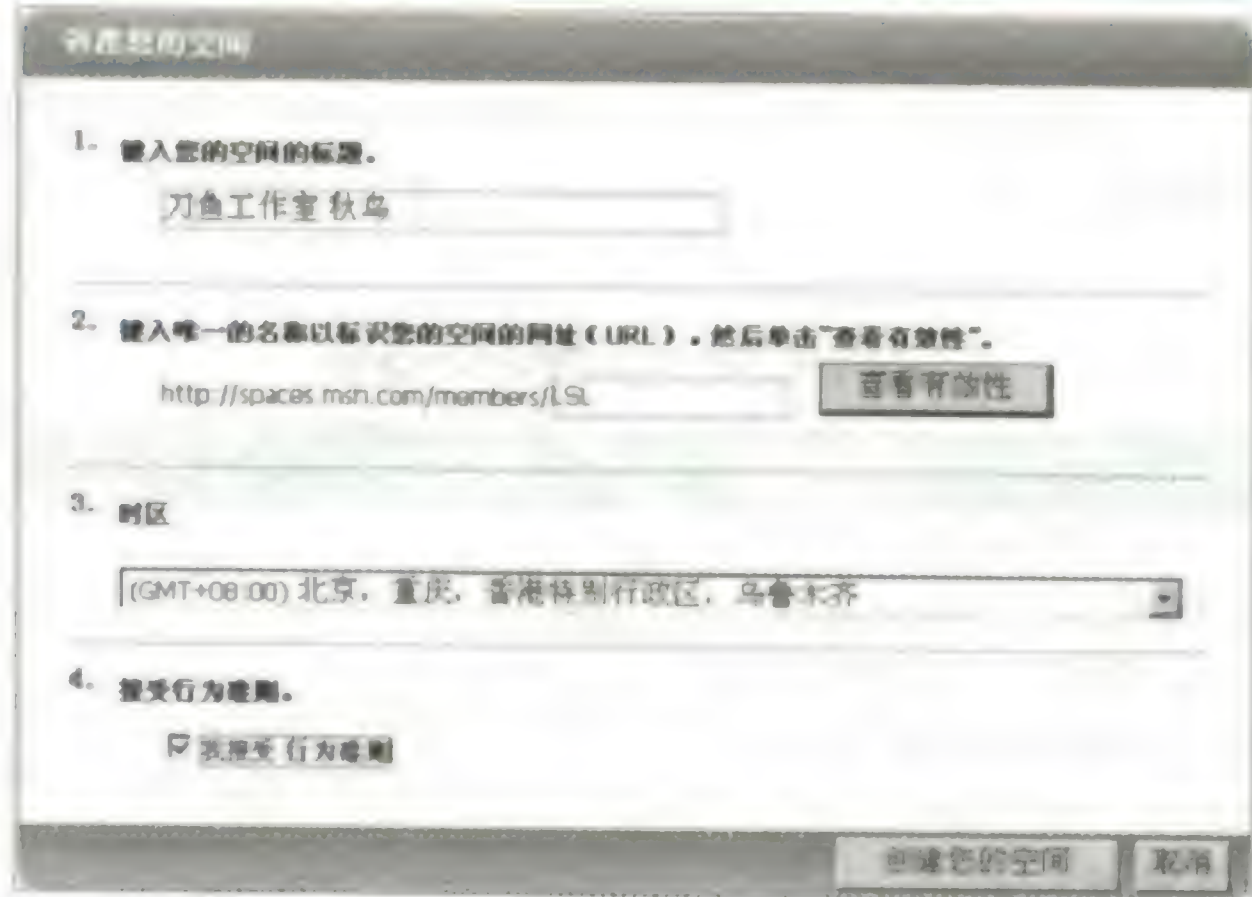 创建您的空间
1. 键入您的空间的标题。
刀鱼工作室 秋鸟
2. 键入唯一的名称以标识您的空间的网址（URL），然后单击“查看有效性”。
http://spaces.msn.com/members/LSL
查看有效性
3. 时区
(GMT+08:00) 北京，重庆，香港特别行政区，乌鲁木齐
4. 接受行为准则。
我接受 行为准则
创建您的空间
取消